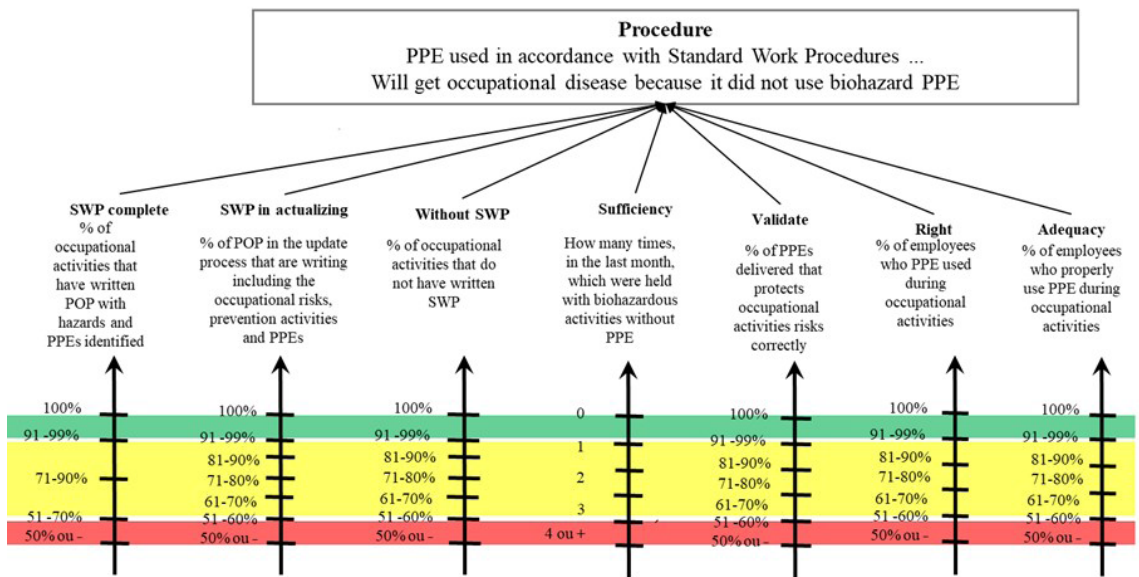 Procedure
PPE used in accordance with Standard Work Procedures ...
Will get occupational disease because it did not use biohazard PPE
SWP complete
% of
occupational
activities that
have written
POP with
hazards and
PPEs identified
100%
91 -99%
71-90%
51 -70%
50% ou -
SWP in actualizing
% of POP in the update
process that are writing
including the
occupational risks,
prevention activities
and PPEs
100%
91 -99%
81-90%
71-80%
61-70%
51 -60%
50% ou -
Without SWP
% of occupational
activities that do
not have written
SWP
100%
91 -99%
81-90%
71-80%
61-70%
51 -60%
50% ou -
Sufficiency
How many times,
in the last month,
which were held
with biohazardous
activities without
PPE
0
1
2
3
4 ou +
Validate
% of PPEs
delivered that
protects
occupational
activities risks
correctly
100%
91 -99%
81-90%
71-80%
61-70%
51 -60%
50% ou -
Right
% of employees
who PPE used
during
occupational
activities
100%
91 -99%
81-90%
71-80%
61-70%
51 -60%
50% ou -
Adequacy
% of employees
who properly
use PPE during
occupational
activities
100%
91 -99%
81-90%
71-80%
61-70%
51 -60%
50% ou -